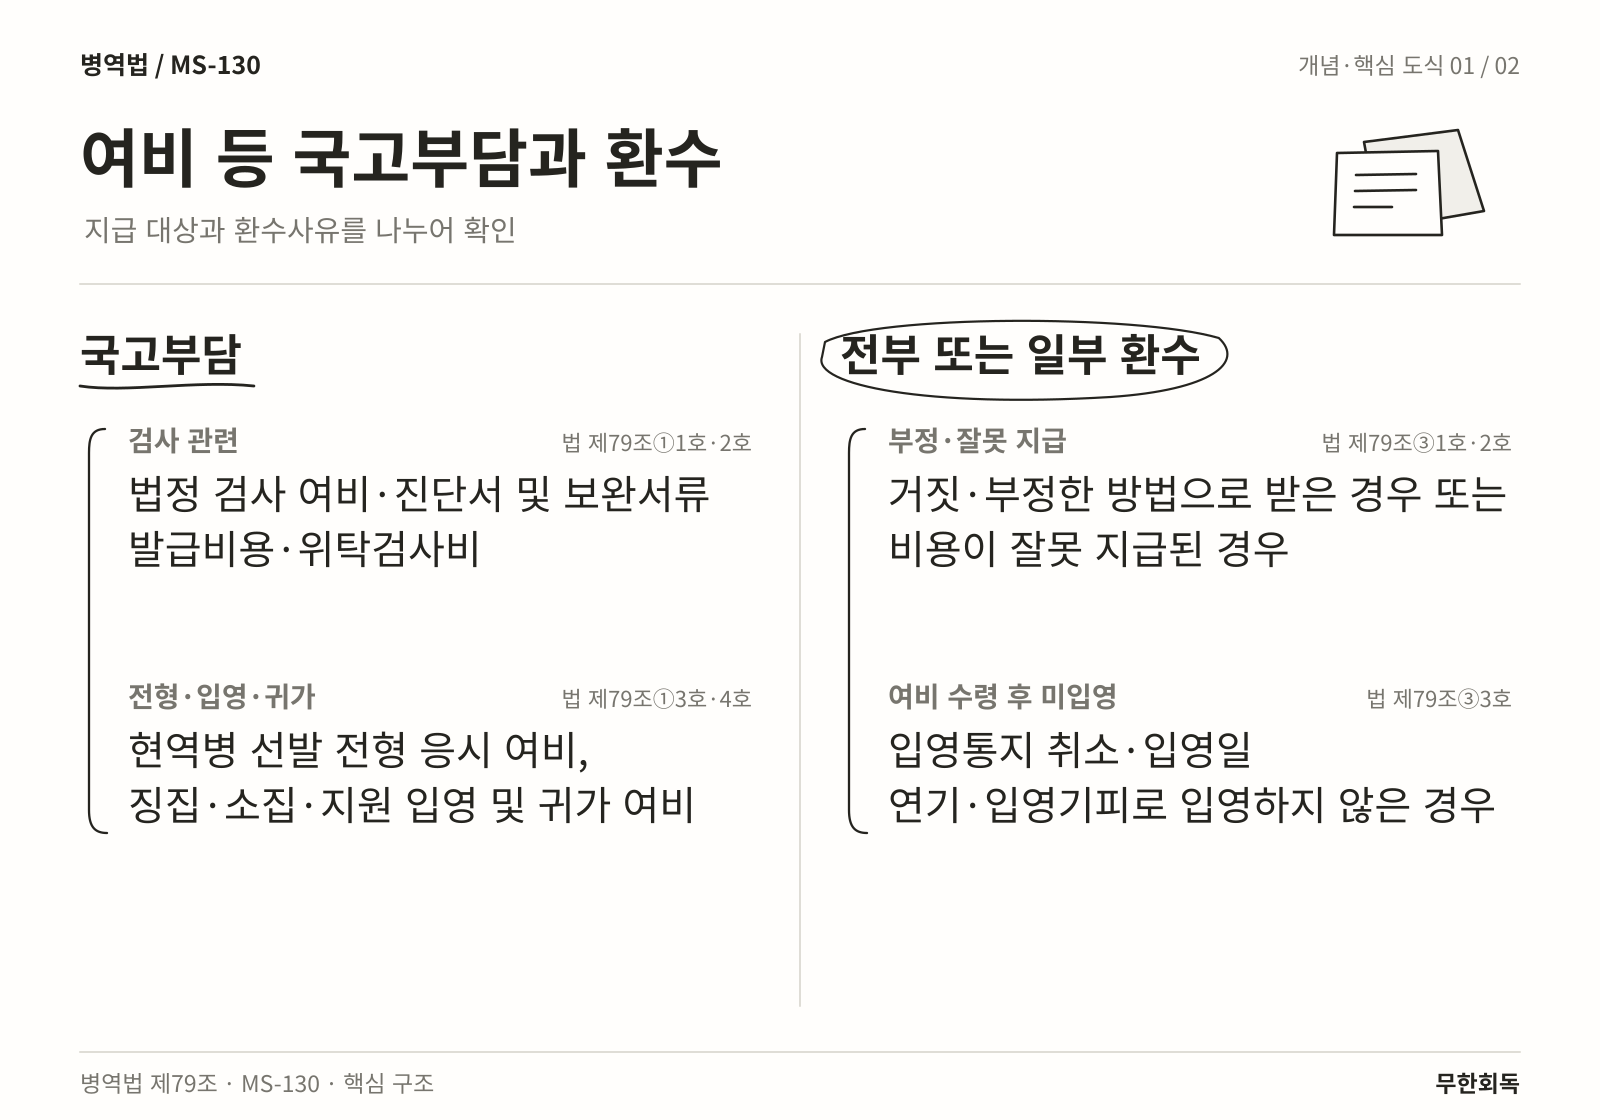 병역법 / MS-130
개념·핵심 도식 01 / 02
여비 등 국고부담과 환수
지급 대상과 환수사유를 나누어 확인
국고부담
검사 관련
법 제79조①1호·2호
법정 검사 여비·진단서 및 보완서류
발급비용·위탁검사비
전형·입영·귀가
법 제79조①3호·4호
현역병 선발 전형 응시 여비,
징집·소집·지원 입영 및 귀가 여비
전부 또는 일부 환수
부정·잘못 지급
법 제79조③1호·2호
거짓·부정한 방법으로 받은 경우 또는
비용이 잘못 지급된 경우
여비 수령 후 미입영
법 제79조③3호
입영통지 취소·입영일
연기·입영기피로 입영하지 않은 경우
병역법 제79조 · MS-130 · 핵심 구조
무한회독